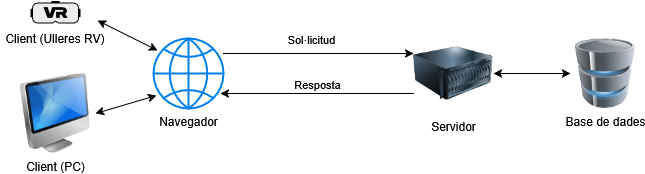 VR
Client (Ulleres RV)
Sol·licitud
Resposta
Navegador
Servidor
Base de dades
Client (PC)